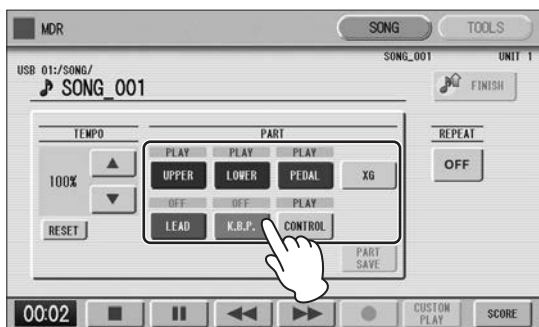 MDR SONG TOOLS
SONG_001 UNIT 1
USB 01:/SONG/
SONG_001 FINISH
TEMPO PART REPEAT
PLAY PLAY PLAY
100% UPPER LOWER PEDAL XG OFF
OFF OFF PLAY
RESET LEAD K.B.P. CONTROL
PART
SAVE
00:02 CUSTOM
PLAY SCORE